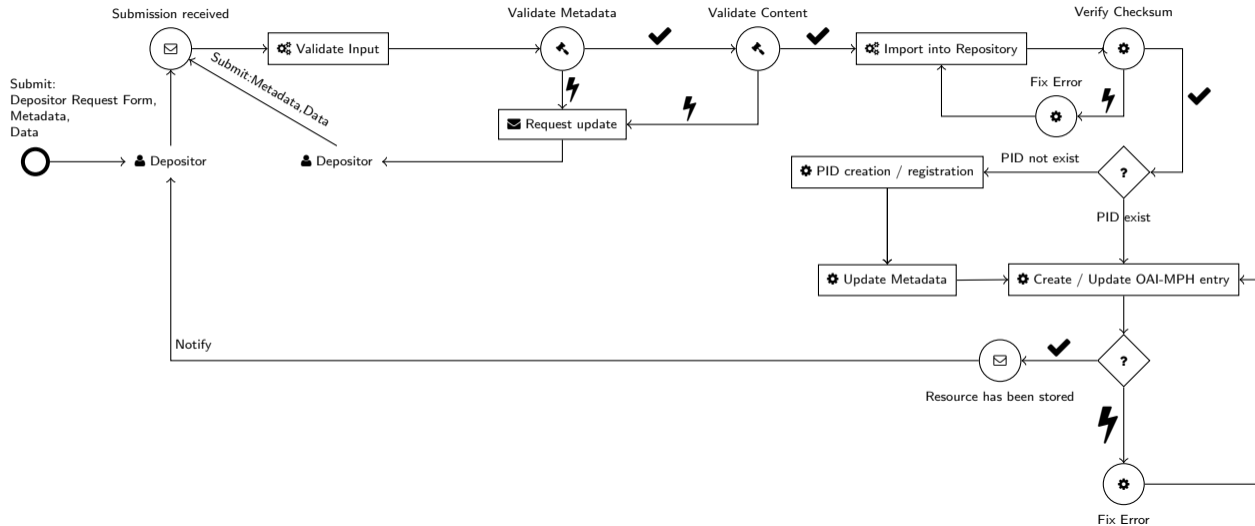 Submission received
Validate Metadata
Validate Content
Verify Checksum
Validate Input
Import into Repository
Submit:Metadata,Data
Fix Error
Submit:
Depositor Request Form,
Metadata,
Data
Request update
Depositor
Depositor
PID not exist
PID creation / registration
?
PID exist
Update Metadata
Create / Update OAI-MPH entry
Notify
?
Resource has been stored
Fix Error